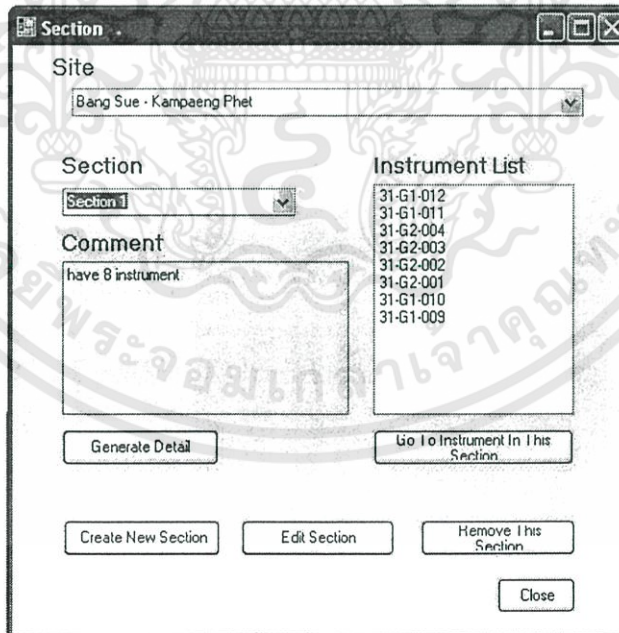 Section .
Site
Bang Sue - Kampaeng Phet
Section
Section 1
Comment
have 8 instrument
Instrument List
31-G1-012
31-G1-011
31-G2-004
31-G2-003
31-G2-002
31-G2-001
31-G1-010
31-G1-009
Generate Detail
Go To Instrument In This
Section
Create New Section
Edit Section
Remove This
Section
Close